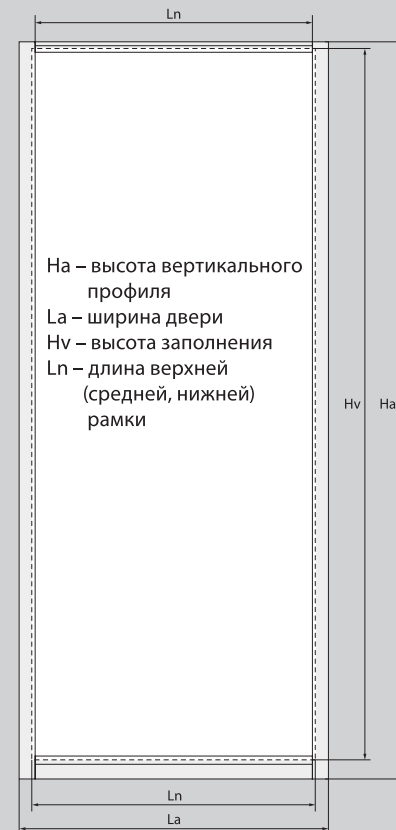 Ln
На – высота вертикального
профиля
La – ширина двери
Hv – высота заполнения
Ln – длина верхней
(средней, нижней)
рамки
Hv
Ha
Ln
La